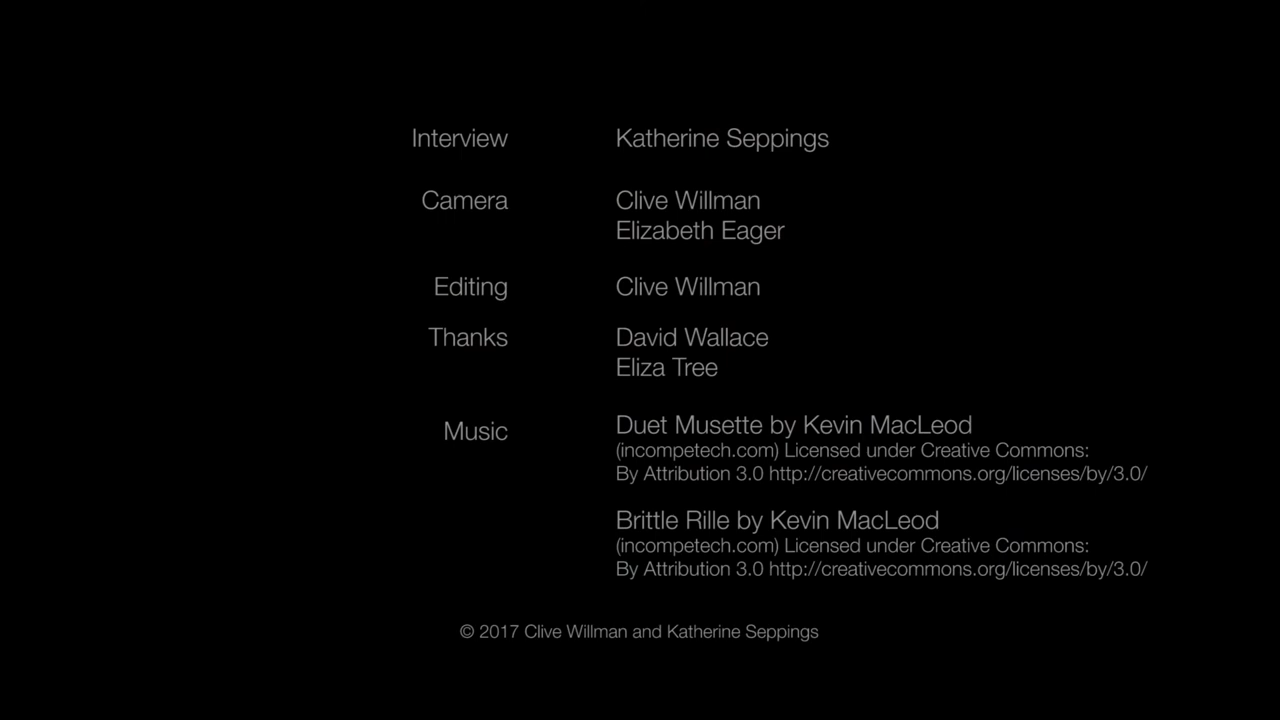 Interview Katherine Seppings
Camera Clive Willman
Elizabeth Eager
Editing Clive Willman
Thanks David Wallace
Eliza Tree
Music Duet Musette by Kevin MacLeod
(incompetech.com) Licensed under Creative Commons:
By Attribution 3.0 http://creativecommons.org/licenses/by/3.0/
Brittle Rille by Kevin MacLeod
(incompetech.com) Licensed under Creative Commons:
By Attribution 3.0 http://creativecommons.org/licenses/by/3.0/
© 2017 Clive Willman and Katherine Seppings